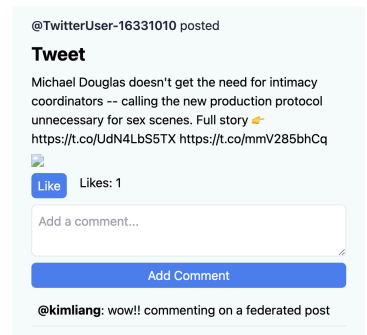 @TwitterUser-16331010 posted
Tweet
Michael Douglas doesn't get the need for intimacy
coordinators -- calling the new production protocol
unnecessary for sex scenes. Full story 👉
https://t.co/UdN4LbS5TX https://t.co/mmV285bhCq
Like Likes: 1
Add a comment...
Add Comment
@kimliang: wow!! commenting on a federated post